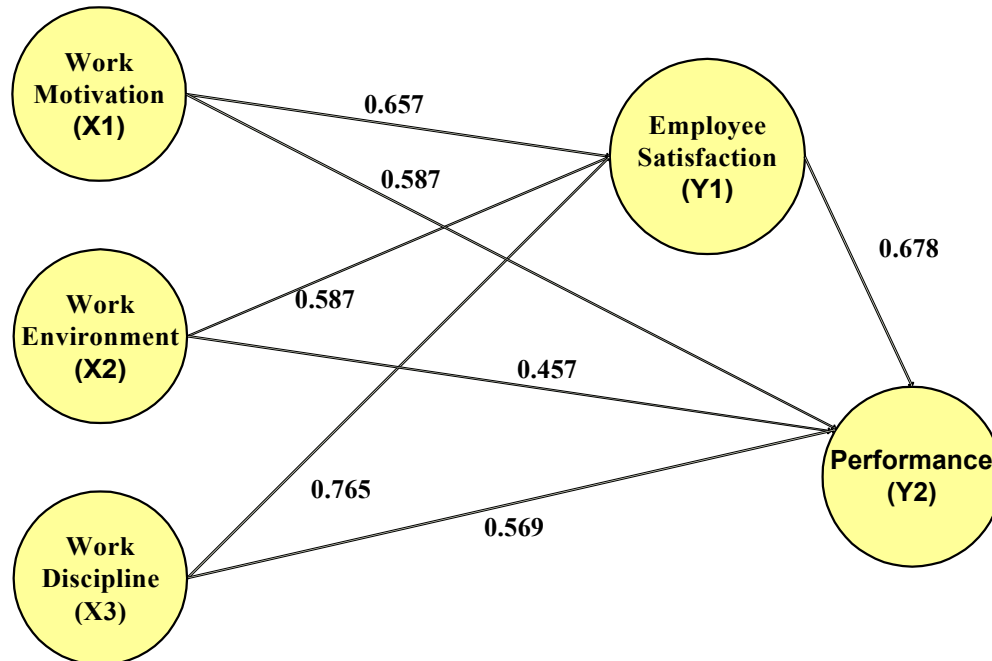 Work
Motivation
(X1)
0.657
Employee
Satisfaction
(Y1)
0.587
0.678
Work
Environment
(X2)
0.587
0.457
Performance
(Y2)
0.765
0.569
Work
Discipline
(X3)